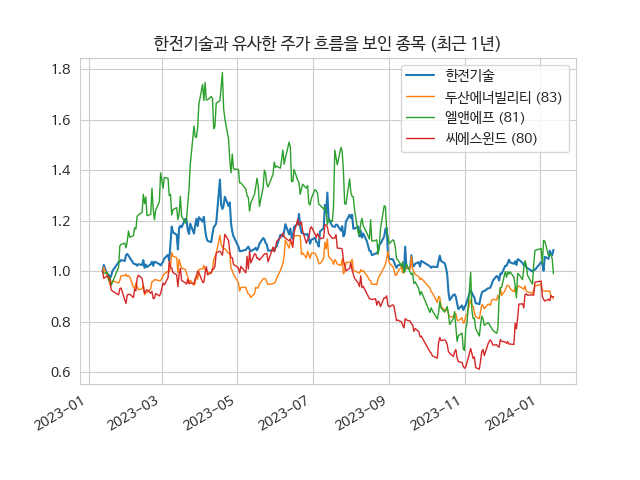 한전기술과 유사한 주가 흐름을 보인 종목 (최근 1년)
한전기술
두산에너빌리티 (83)
엘앤에프 (81)
씨에스윈드 (80)
1.8
1.6
1.4
1.2
1.0
0.8
0.6
2023-01
2023-03
2023-05
2023-07
2023-09
2023-11
2024-01